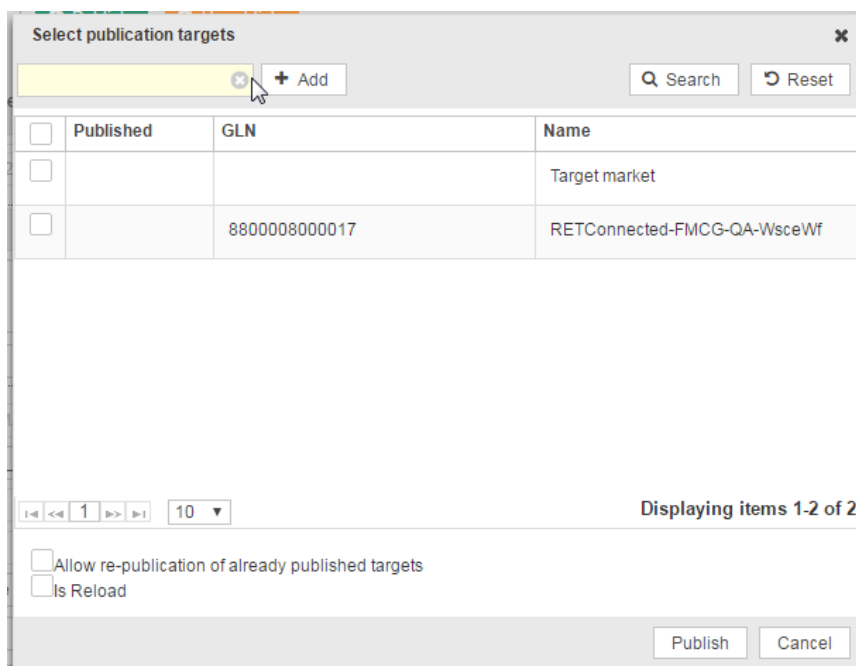 Select publication targets
Add
Search
Reset
Published GLN Name
Target market
8800008000017 RETConnected-FMCG-QA-WsceWf
1 10 Displaying items 1-2 of 2
Allow re-publication of already published targets
Is Reload
Publish Cancel